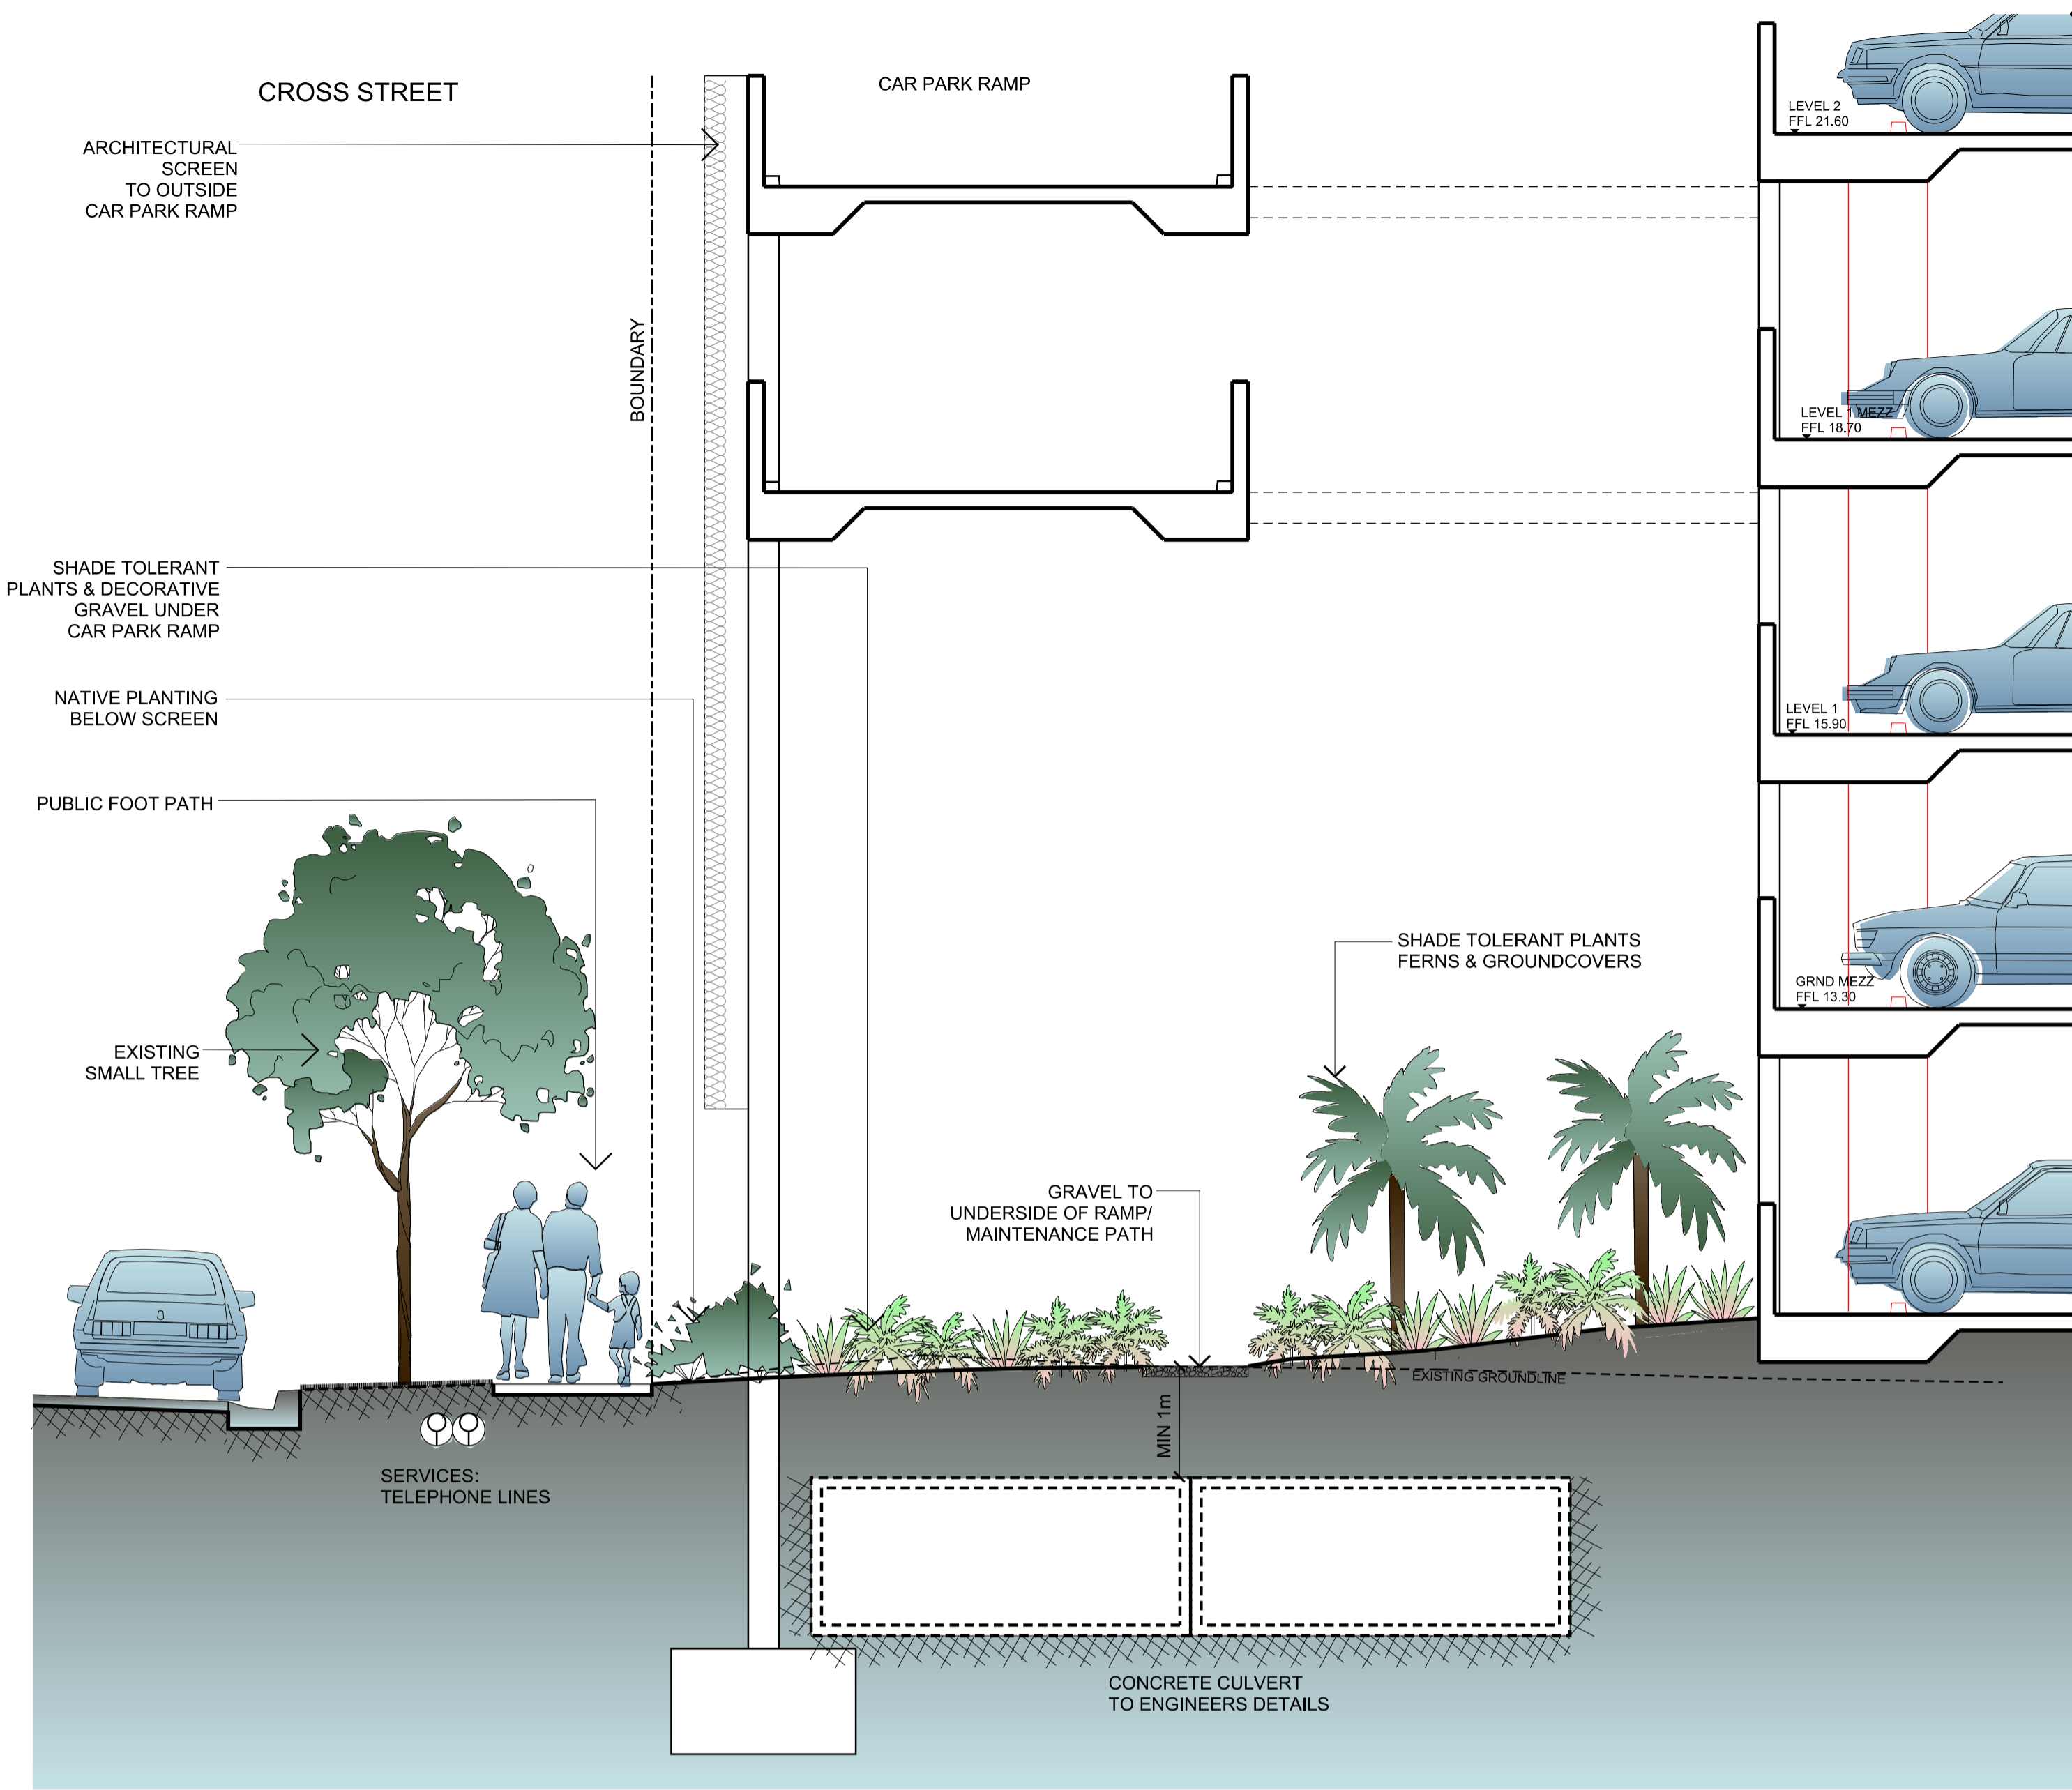 CROSS STREET
CAR PARK RAMP
ARCHITECTURAL
SCREEN
TO OUTSIDE
CAR PARK RAMP
LEVEL 2
FFL 21.60
BOUNDARY
LEVEL 1 MEZZ
FFL 18.70
SHADE TOLERANT
PLANTS & DECORATIVE
GRAVEL UNDER
CAR PARK RAMP
NATIVE PLANTING
BELOW SCREEN
LEVEL 1
FFL 15.90
PUBLIC FOOT PATH
SHADE TOLERANT PLANTS
FERNS & GROUNDCOVERS
GRND MEZZ
FFL 13.30
EXISTING
SMALL TREE
GRAVEL TO
UNDERSIDE OF RAMP/
MAINTENANCE PATH
EXISTING GROUNDLINE
MIN 1m
SERVICES:
TELEPHONE LINES
CONCRETE CULVERT
TO ENGINEERS DETAILS